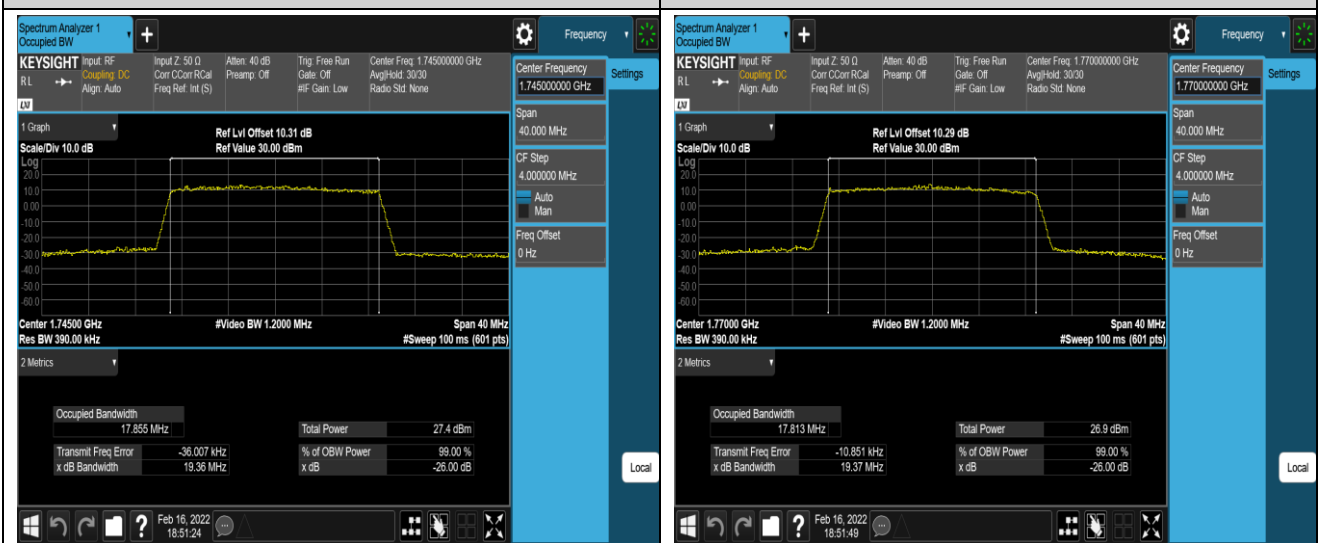 Spectrum Analyzer 1
Occupied BW
Frequency
KEYSIGHT
RL
LXI
Input: RF
Coupling: DC
Align: Auto
Input Z: 50 Ω
Corr CCorr RCal
Freq Ref: Int (S)
Atten: 40 dB
Preamp: Off
Trig: Free Run
Gate: Off
#IF Gain: Low
Center Freq: 1.745000000 GHz
Avg|Hold: 30/30
Radio Std: None
Center Frequency
1.745000000 GHz
Settings
Span
40.000 MHz
CF Step
4.000000 MHz
Auto
Man
Freq Offset
0 Hz
Local
1 Graph
Ref Lvl Offset 10.31 dB
Scale/Div 10.0 dB
Ref Value 30.00 dBm
Log
20.0
10.0
0.00
-10.0
-20.0
-30.0
-40.0
-50.0
-60.0
Center 1.74500 GHz
#Video BW 1.2000 MHz
Span 40 MHz
Res BW 390.00 kHz
#Sweep 100 ms (601 pts)
2 Metrics
Occupied Bandwidth
17.855 MHz
Total Power 27.4 dBm
Transmit Freq Error -36.007 kHz
% of OBW Power 99.00 %
x dB Bandwidth 19.36 MHz
x dB -26.00 dB
?
Feb 16, 2022
18:51:24
Spectrum Analyzer 1
Occupied BW
Frequency
KEYSIGHT
RL
LXI
Input: RF
Coupling: DC
Align: Auto
Input Z: 50 Ω
Corr CCorr RCal
Freq Ref: Int (S)
Atten: 40 dB
Preamp: Off
Trig: Free Run
Gate: Off
#IF Gain: Low
Center Freq: 1.770000000 GHz
Avg|Hold: 30/30
Radio Std: None
Center Frequency
1.770000000 GHz
Settings
Span
40.000 MHz
CF Step
4.000000 MHz
Auto
Man
Freq Offset
0 Hz
Local
1 Graph
Ref Lvl Offset 10.29 dB
Scale/Div 10.0 dB
Ref Value 30.00 dBm
Log
20.0
10.0
0.00
-10.0
-20.0
-30.0
-40.0
-50.0
-60.0
Center 1.77000 GHz
#Video BW 1.2000 MHz
Span 40 MHz
Res BW 390.00 kHz
#Sweep 100 ms (601 pts)
2 Metrics
Occupied Bandwidth
17.813 MHz
Total Power 26.9 dBm
Transmit Freq Error -10.851 kHz
% of OBW Power 99.00 %
x dB Bandwidth 19.37 MHz
x dB -26.00 dB
?
Feb 16, 2022
18:51:49